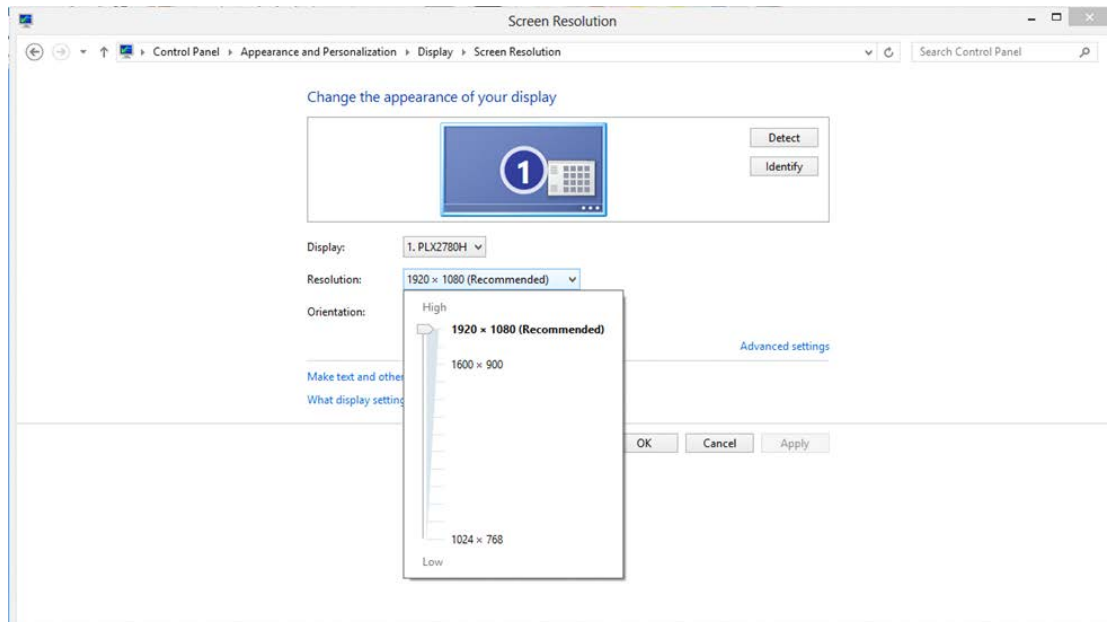 Screen Resolution
Control Panel Appearance and Personalization Display Screen Resolution
Search Control Panel
Change the appearance of your display
1
Detect
Identify
Display:
1. PLX2780H
Resolution:
1920 × 1080 (Recommended)
Orientation:
High
1920 × 1080 (Recommended)
1600 × 900
1024 × 768
Low
Advanced settings
Make text and other
What display setting
OK
Cancel
Apply